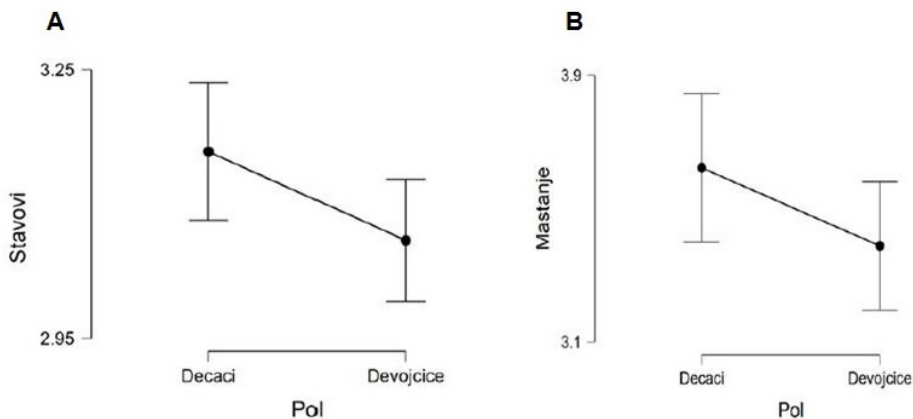 A
3.25
Stavovi
2.95
Decaci
Devojcice
Pol
B
3.9
Mastanje
3.1
Decaci
Devojcice
Pol